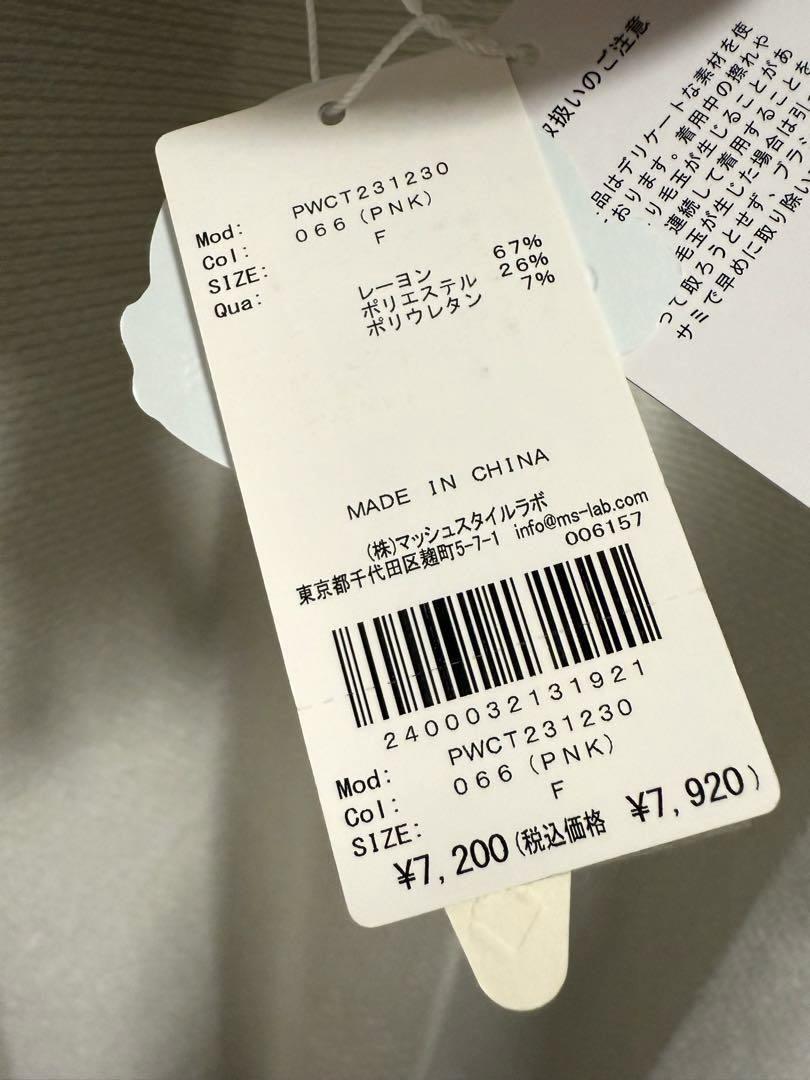 Mod: PWCT231230
Col: 066 (PNK)
SIZE: F
Qua: レーヨン 67%
ポリエステル 26%
ポリウレタン 7%
MADE IN CHINA
(株)マッシュスタイルラボ
東京都千代田区麹町5-7-1 info@ms-lab.com
006157
2400032131921
Mod: PWCT231230
Col: 066 (PNK)
SIZE: F
¥7,200(税込価格 ¥7,920)
扱いのご注意
品はデリケートな素材を使
おります。着用中の擦れや
り毛玉が生じることがあ
連続して着用することを
毛玉が生じた場合は引
って取ろうとせず、ブラ
サミで早めに取り除い